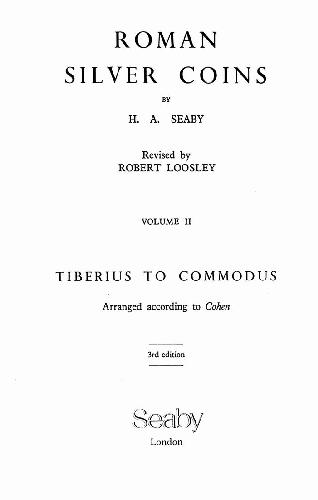 ROMAN
SILVER COINS
BY
H. A. SEABY
Revised by
ROBERT LOOSLEY
VOLUME II
TIBERIUS TO COMMODUS
Arranged according to Cohen
3rd edition
Seaby
London